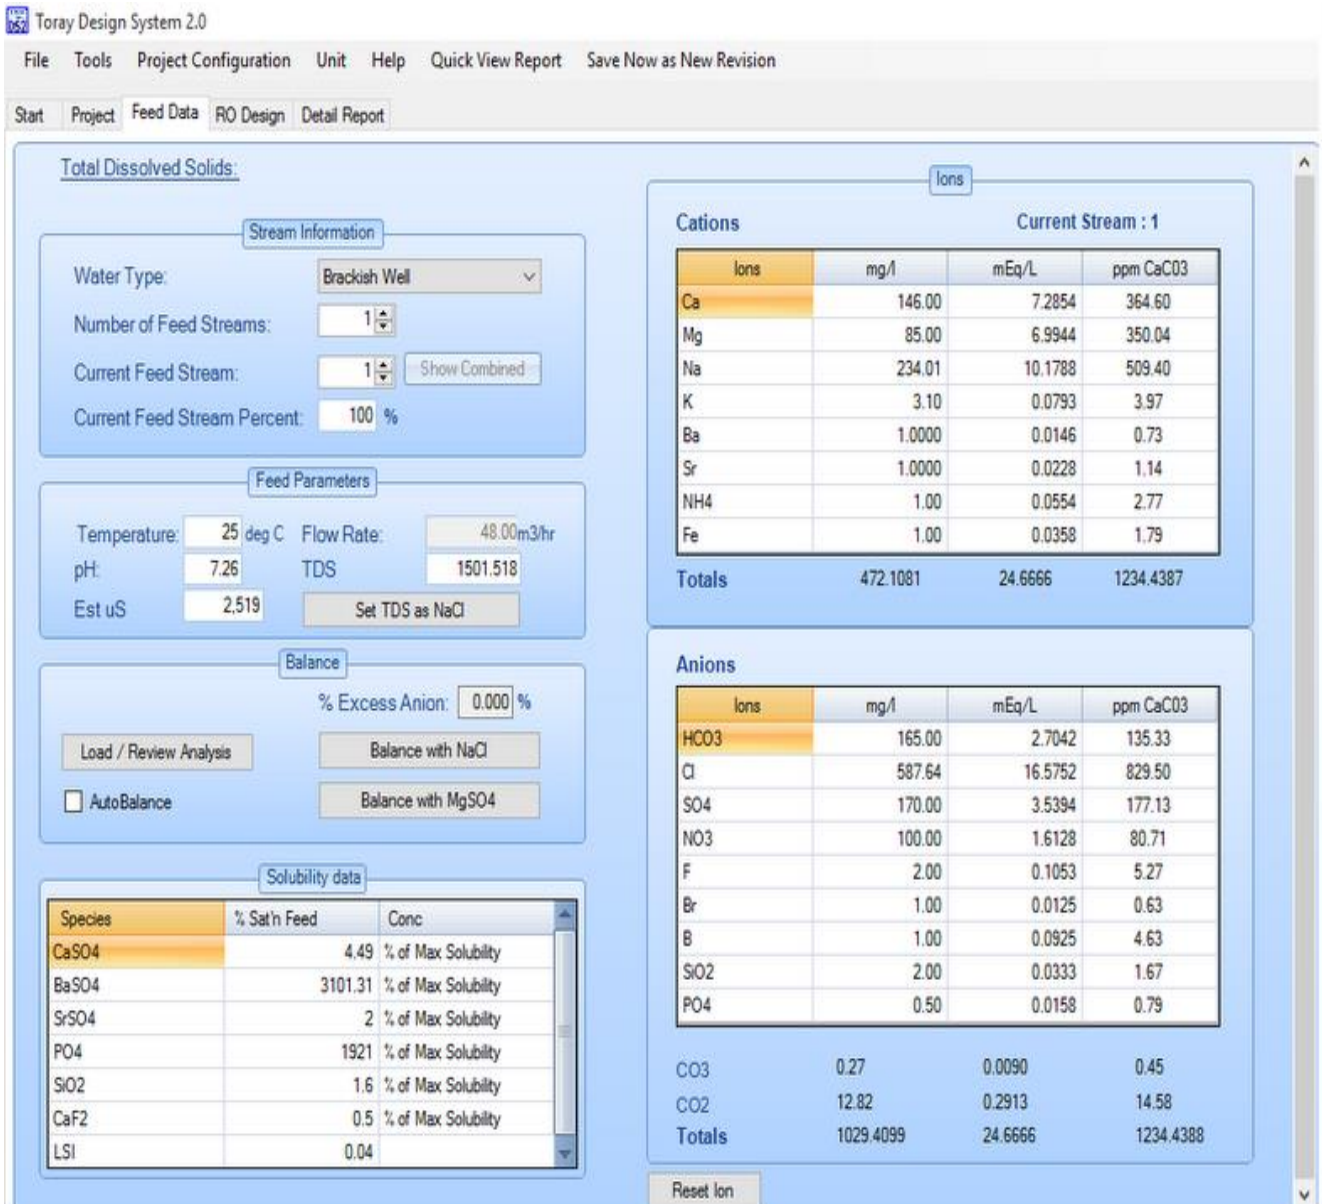 Toray Design System 2.0
File Tools Project Configuration Unit Help Quick View Report Save Now as New Revision
Start Project Feed Data RO Design Detail Report
Total Dissolved Solids:
Stream Information
Water Type: Brackish Well
Number of Feed Streams: 1
Current Feed Stream: 1 Show Combined
Current Feed Stream Percent: 100 %
Feed Parameters
Temperature: 25 deg C Flow Rate: 48.00 m3/hr
pH: 7.26 TDS 1501.518
Est uS 2,519 Set TDS as NaCl
Balance
% Excess Anion: 0.000 %
Load / Review Analysis Balance with NaCl
AutoBalance Balance with MgSO4
Solubility data
Species % Sat'n Feed Conc
CaSO4 4.49 % of Max Solubility
BaSO4 3101.31 % of Max Solubility
SrSO4 2 % of Max Solubility
PO4 1921 % of Max Solubility
SiO2 1.6 % of Max Solubility
CaF2 0.5 % of Max Solubility
LSI 0.04
Ions
Cations Current Stream : 1
Ions mg/l mEq/L ppm CaC03
Ca 146.00 7.2854 364.60
Mg 85.00 6.9944 350.04
Na 234.01 10.1788 509.40
K 3.10 0.0793 3.97
Ba 1.0000 0.0146 0.73
Sr 1.0000 0.0228 1.14
NH4 1.00 0.0554 2.77
Fe 1.00 0.0358 1.79
Totals 472.1081 24.6666 1234.4387
Anions
Ions mg/l mEq/L ppm CaC03
HCO3 165.00 2.7042 135.33
Cl 587.64 16.5752 829.50
SO4 170.00 3.5394 177.13
NO3 100.00 1.6128 80.71
F 2.00 0.1053 5.27
Br 1.00 0.0125 0.63
B 1.00 0.0925 4.63
SiO2 2.00 0.0333 1.67
PO4 0.50 0.0158 0.79
CO3 0.27 0.0090 0.45
CO2 12.82 0.2913 14.58
Totals 1029.4099 24.6666 1234.4388
Reset Ion